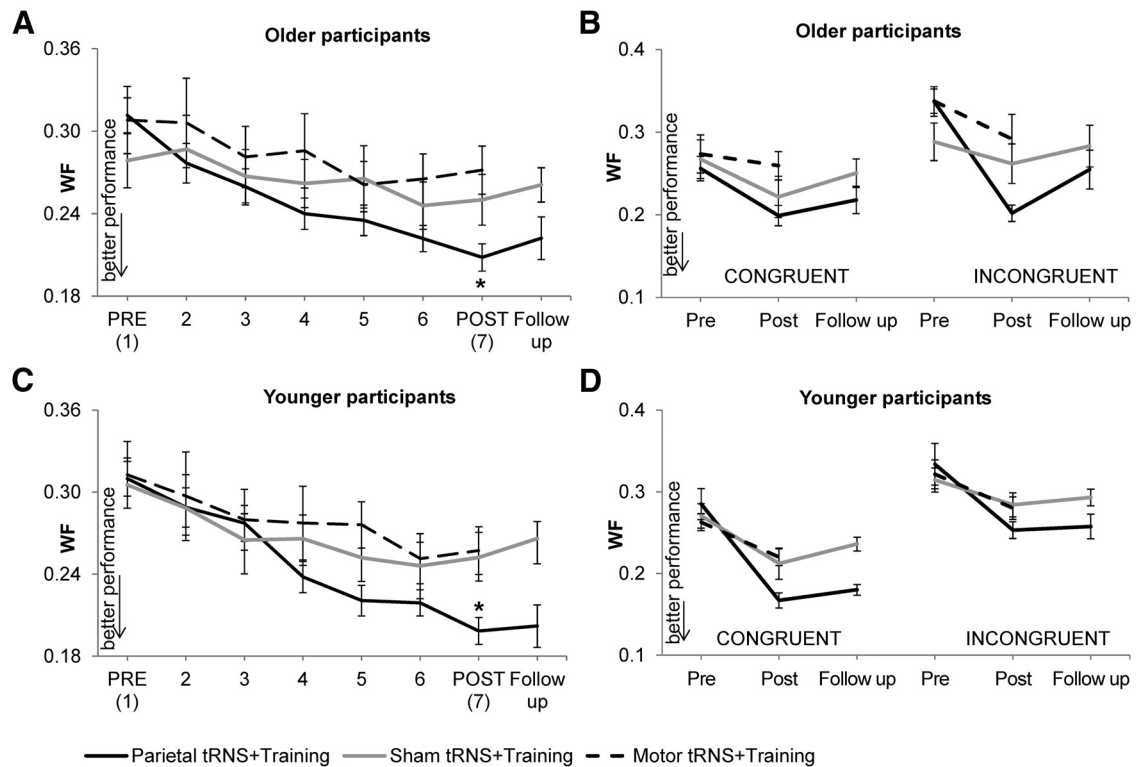 A
Older participants
0.36
0.30
0.24
0.18
WF
better performance
PRE 2 3 4 5 6 POST Follow
(1) (7) up
*
B
Older participants
0.4
0.3
0.2
0.1
WF
better performance
CONGRUENT INCONGRUENT
Pre Post Follow up Pre Post Follow up
C
Younger participants
0.36
0.30
0.24
0.18
WF
better performance
*
PRE 2 3 4 5 6 POST Follow
(1) (7) up
D
Younger participants
0.4
0.3
0.2
0.1
WF
better performance
CONGRUENT INCONGRUENT
Pre Post Follow up Pre Post Follow up
Parietal tRNS+Training Sham tRNS+Training Motor tRNS+Training